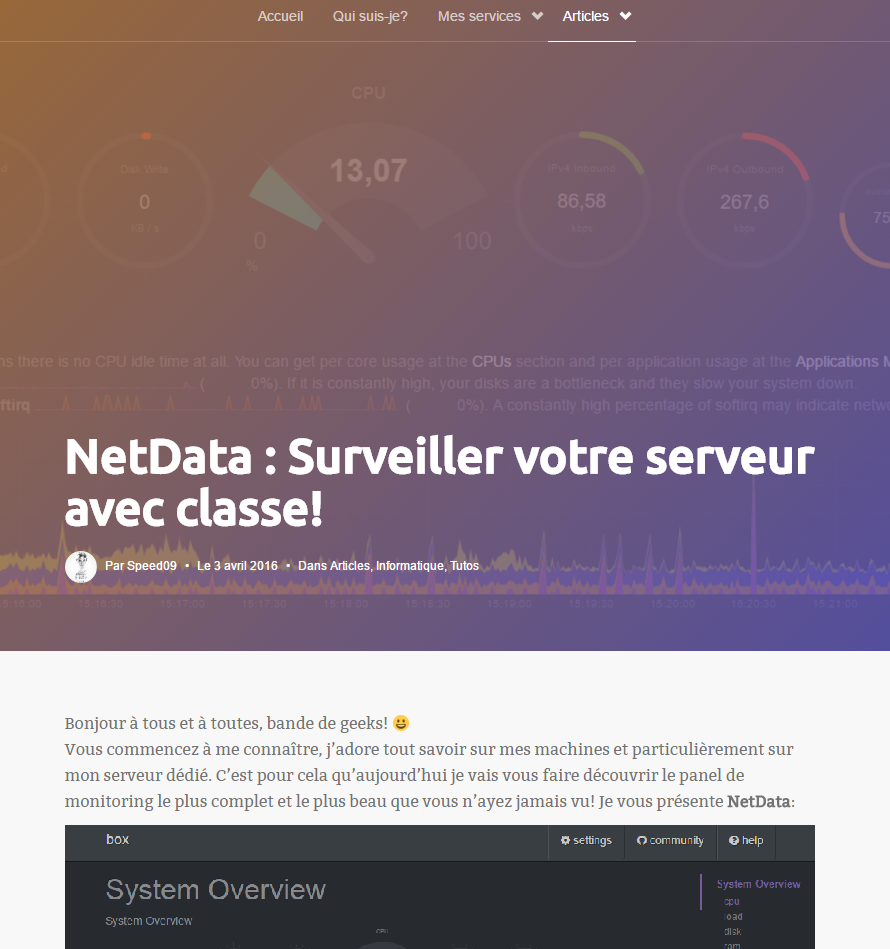 Accueil Qui suis-je? Mes services Articles
CPU
Disk Write IPv4 Inbound IPv4 Outbound
13,07
0 86,58 267,6 75
KB / s kbps kbps
0 100
%
ns there is no CPU idle time at all. You can get per core usage at the CPUs section and per application usage at the Applications M
( 0%). If it is constantly high, your disks are a bottleneck and they slow your system down.
ftirq ( 0%). A constantly high percentage of softirq may indicate netwo
NetData : Surveiller votre serveur
avec classe!
Par Speed09 • Le 3 avril 2016 • Dans Articles, Informatique, Tutos
15:16:00 15:16:30 15:17:00 15:17:30 15:18:00 15:18:30 15:19:00 15:19:30 15:20:00 15:20:30 15:21:00
Bonjour à tous et à toutes, bande de geeks! 😀
Vous commencez à me connaître, j’adore tout savoir sur mes machines et particulièrement sur
mon serveur dédié. C’est pour cela qu’aujourd’hui je vais vous faire découvrir le panel de
monitoring le plus complet et le plus beau que vous n’ayez jamais vu! Je vous présente NetData:
box settings community help
System Overview
System Overview
cpu
System Overview
load
disk
ram
CPU